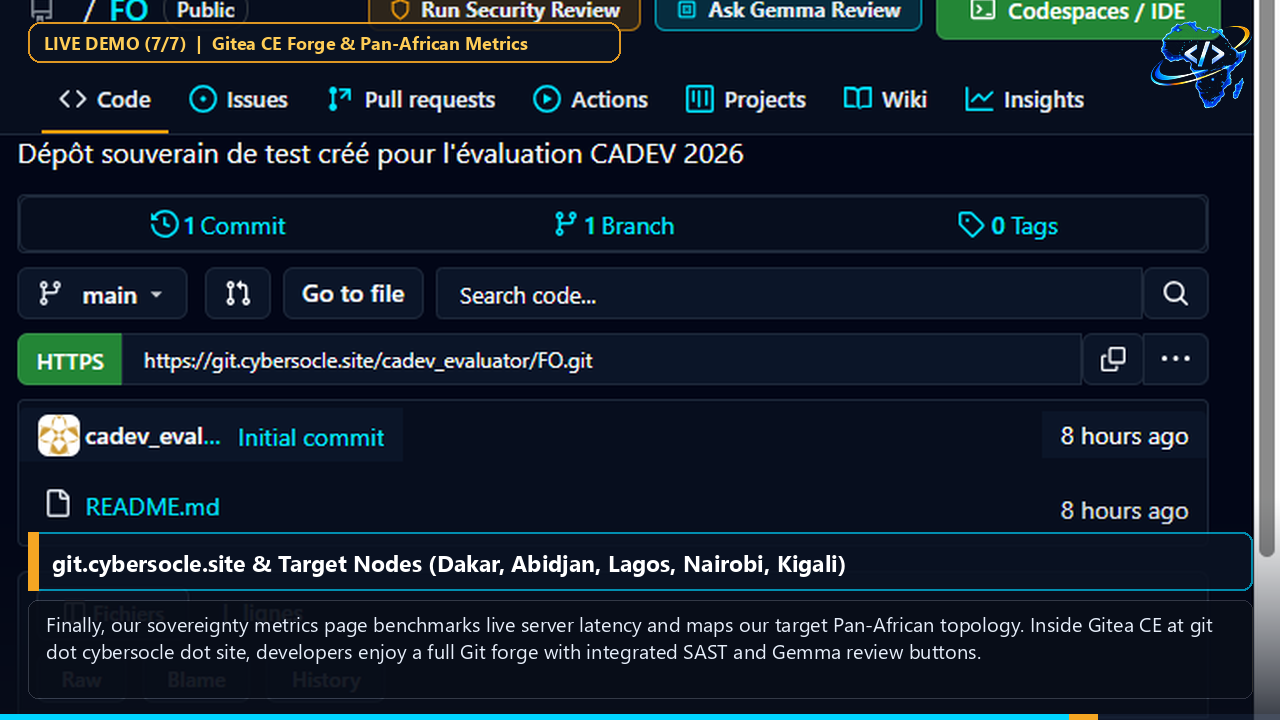 / FO Public Run Security Review Ask Gemma Review Codespaces / IDE
LIVE DEMO (7/7) | Gitea CE Forge & Pan-African Metrics
</>
<> Code Issues Pull requests Actions Projects Wiki Insights
Dépôt souverain de test créé pour l'évaluation CADEV 2026
1 Commit 1 Branch 0 Tags
main Go to file Search code...
HTTPS https://git.cybersocle.site/cadev_evaluator/FO.git
cadev_eval... Initial commit 8 hours ago
README.md 8 hours ago
git.cybersocle.site & Target Nodes (Dakar, Abidjan, Lagos, Nairobi, Kigali)
Fichiers 1 lignes
Finally, our sovereignty metrics page benchmarks live server latency and maps our target Pan-African topology. Inside Gitea CE at git
dot cybersocle dot site, developers enjoy a full Git forge with integrated SAST and Gemma review buttons.
Raw Blame History